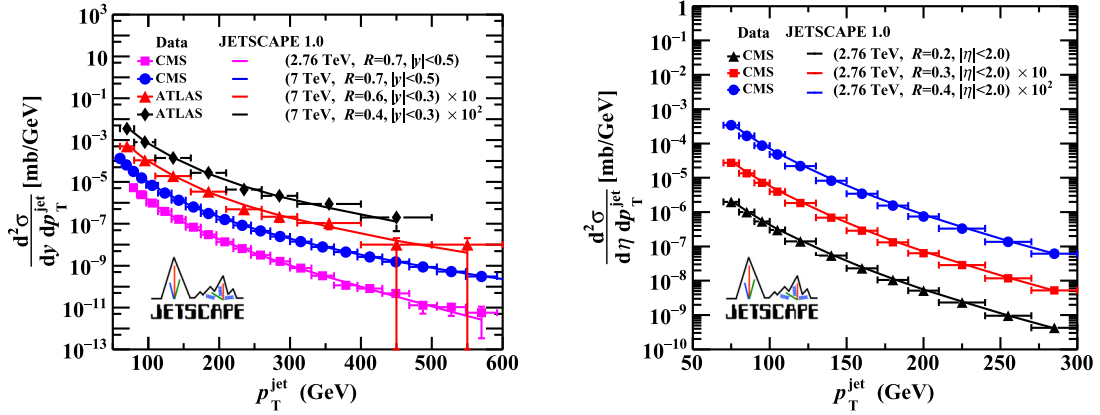 10^3
10
10^-1
10^-3
10^-5
10^-7
10^-9
10^-11
10^-13
d^2σ / dy dp_T^jet [mb/GeV]
Data JETSCAPE 1.0
CMS (2.76 TeV, R=0.7, |y|<0.5)
CMS (7 TeV, R=0.7, |y|<0.5)
ATLAS (7 TeV, R=0.6, |y|<0.3) × 10
ATLAS (7 TeV, R=0.4, |y|<0.3) × 10^2
JETSCAPE
100 200 300 400 500 600
p_T^jet (GeV)
1
10^-1
10^-2
10^-3
10^-4
10^-5
10^-6
10^-7
10^-8
10^-9
10^-10
d^2σ / dη dp_T^jet [mb/GeV]
Data JETSCAPE 1.0
CMS (2.76 TeV, R=0.2, |η|<2.0)
CMS (2.76 TeV, R=0.3, |η|<2.0) × 10
CMS (2.76 TeV, R=0.4, |η|<2.0) × 10^2
JETSCAPE
50 100 150 200 250 300
p_T^jet (GeV)